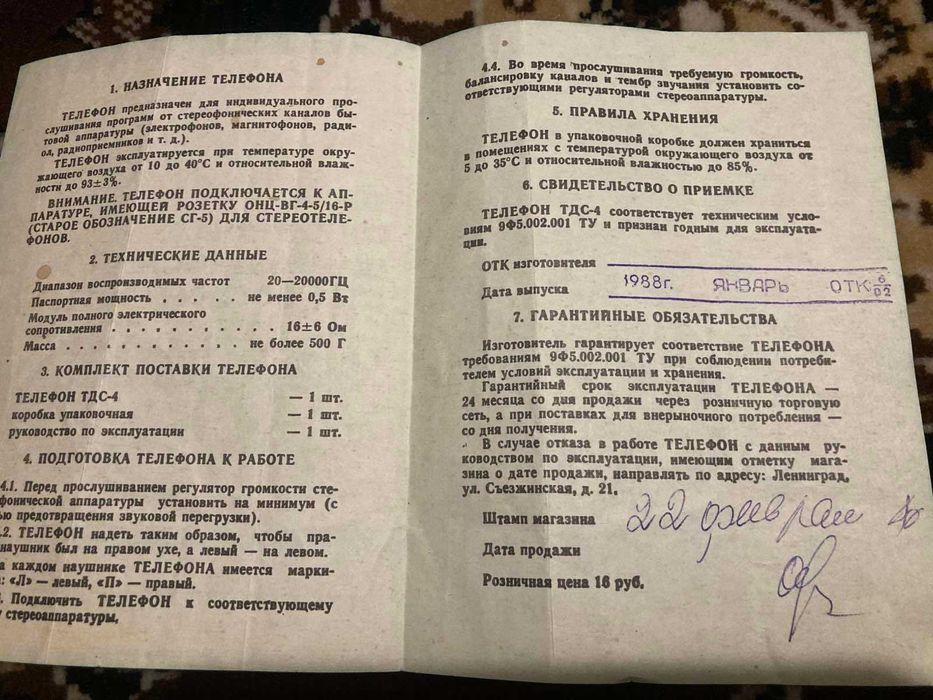 1. НАЗНАЧЕНИЕ ТЕЛЕФОНА
ТЕЛЕФОН предназначен для индивидуального про-
слушивания программ от стереофонических каналов бы-
товой аппаратуры (электрофонов, магнитофонов, ради-
ол, радиоприемников и т. д.).
ТЕЛЕФОН эксплуатируется при температуре окру-
жающего воздуха от 10 до 40°С и относительной влаж-
ности до 93±3%.
ВНИМАНИЕ. ТЕЛЕФОН ПОДКЛЮЧАЕТСЯ К АП-
ПАРАТУРЕ, ИМЕЮЩЕЙ РОЗЕТКУ ОНЦ-ВГ-4-5/16-Р
(СТАРОЕ ОБОЗНАЧЕНИЕ СГ-5) ДЛЯ СТЕРЕОТЕЛЕ-
ФОНОВ.
2. ТЕХНИЧЕСКИЕ ДАННЫЕ
Диапазон воспроизводимых частот 20—20000ГЦ
Паспортная мощность . . . . . не менее 0,5 Вт
Модуль полного электрического
сопротивления . . . . . . . . . . 16±6 Ом
Масса . . . . . . . . . . . не более 500 Г
3. КОМПЛЕКТ ПОСТАВКИ ТЕЛЕФОНА
ТЕЛЕФОН ТДС-4 — 1 шт.
коробка упаковочная — 1 шт.
руководство по эксплуатации — 1 шт.
4. ПОДГОТОВКА ТЕЛЕФОНА К РАБОТЕ
4.1. Перед прослушиванием регулятор громкости сте-
фонической аппаратуры установить на минимум (с
ью предотвращения звуковой перегрузки).
.2. ТЕЛЕФОН надеть таким образом, чтобы пра-
наушник был на правом ухе, а левый — на левом.
а каждом наушнике ТЕЛЕФОНА имеется марки-
: «Л» — левый, «П» — правый.
. Подключить ТЕЛЕФОН к соответствующему
у стереоаппаратуры.
4.4. Во время прослушивания требуемую громкость,
балансировку каналов и тембр звучания установить со-
ответствующими регуляторами стереоаппаратуры.
5. ПРАВИЛА ХРАНЕНИЯ
ТЕЛЕФОН в упаковочной коробке должен храниться
в помещениях с температурой окружающего воздуха от
5 до 35°С и относительной влажностью до 85%.
6. СВИДЕТЕЛЬСТВО О ПРИЕМКЕ
ТЕЛЕФОН ТДС-4 соответствует техническим усло-
виям 9Ф5.002.001 ТУ и признан годным для эксплуата-
ции.
ОТК изготовителя
Дата выпуска 1988г. ЯНВАРЬ ОТК 6/02
7. ГАРАНТИЙНЫЕ ОБЯЗАТЕЛЬСТВА
Изготовитель гарантирует соответствие ТЕЛЕФОНА
требованиям 9Ф5.002.001 ТУ при соблюдении потреби-
телем условий эксплуатации и хранения.
Гарантийный срок эксплуатации ТЕЛЕФОНА —
24 месяца со дня продажи через розничную торговую
сеть, а при поставках для внерыночного потребления —
со дня получения.
В случае отказа в работе ТЕЛЕФОН с данным ру-
ководством по эксплуатации, имеющим отметку мага-
зина о дате продажи, направлять по адресу: Ленинград,
ул. Съезжинская, д. 21.
Штамп магазина 22 февраля
Дата продажи
Розничная цена 16 руб.